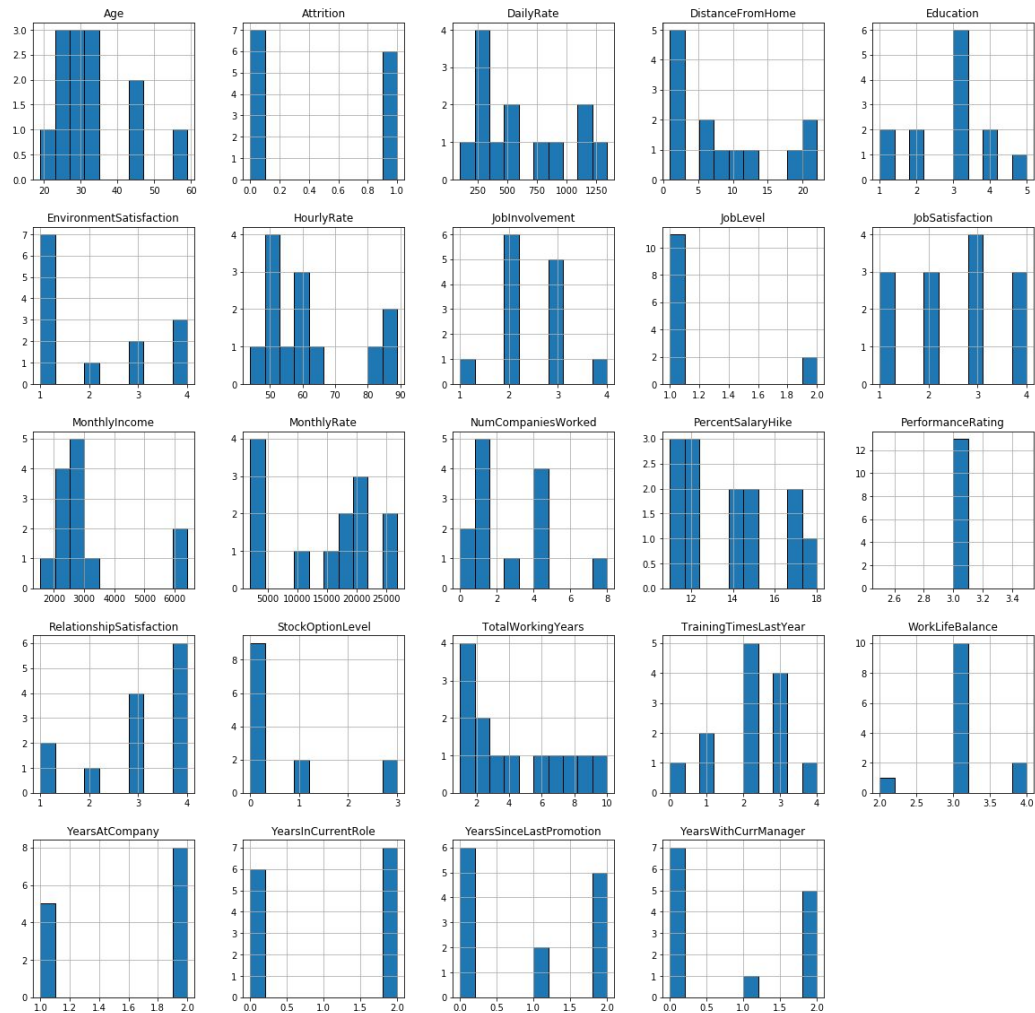 Age Attrition DailyRate DistanceFromHome Education
3.0 7 4 5 6
2.5 6 4 5
2.0 5 3 3 4
1.5 4 2 3
1.0 3 2 2
0.5 2 1 1 1
0.0 1 0 0 0
0
20 30 40 50 60 0.0 0.2 0.4 0.6 0.8 1.0 250 500 750 1000 1250 0 5 10 15 20 1 2 3 4 5
EnvironmentSatisfaction HourlyRate JobInvolvement JobLevel JobSatisfaction
7 4 6 10 4
6 5 8
5 3 4 6 3
4 2 3 4 2
3 2
2 1 1 2 1
1
0 0 0 0 0
1 2 3 4 50 60 70 80 90 1.0 1.5 2.0 2.5 3.0 3.5 4.0 1.0 1.2 1.4 1.6 1.8 2.0 1 2 3 4
MonthlyIncome MonthlyRate NumCompaniesWorked PercentSalaryHike PerformanceRating
5 4 5 3.0 12
4 3 4 2.5 10
3 2 3 2.0 8
2 2 1.5 6
1 1 1 1.0 4
0.5 2
0 0 0 0.0 0
2000 3000 4000 5000 6000 5000 10000 15000 20000 25000 0 2 4 6 8 12 14 16 18 2.6 2.8 3.0 3.2 3.4
RelationshipSatisfaction StockOptionLevel TotalWorkingYears TrainingTimesLastYear WorkLifeBalance
6 8 4 5 10
5 6 3 4 8
4 4 2 3 6
3 2 4
2 2 1 1 2
1
0 0 0 0 0
1 2 3 4 0 1 2 3 2 4 6 8 10 0 1 2 3 4 2.0 2.5 3.0 3.5 4.0
YearsAtCompany YearsInCurrentRole YearsSinceLastPromotion YearsWithCurrManager
8 7 6 7
7 6 5 6
6 5 4 5
5 4 4
4 3 3 3
3 2 2 2
2 1 1 1
1
0 0 0 0
1.0 1.2 1.4 1.6 1.8 2.0 0.0 0.5 1.0 1.5 2.0 0.0 0.5 1.0 1.5 2.0 0.0 0.5 1.0 1.5 2.0